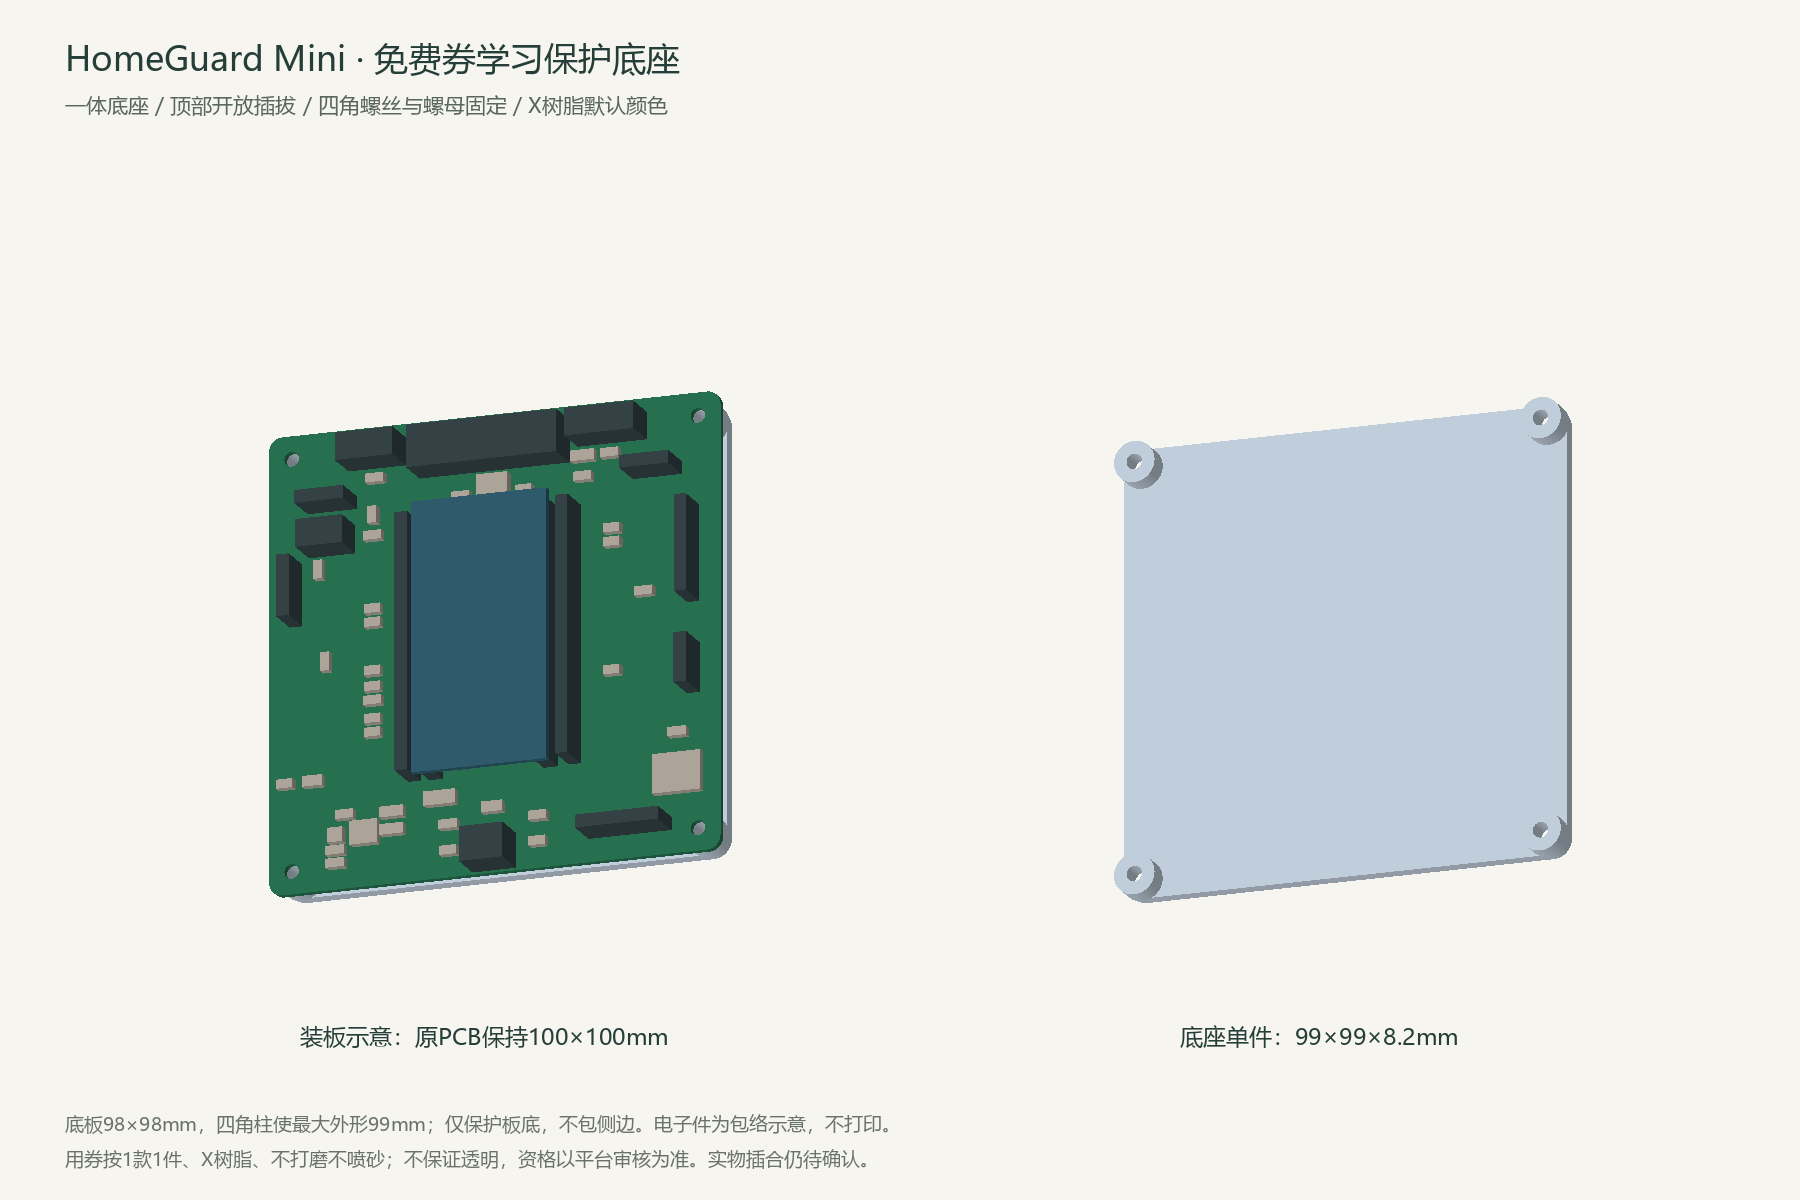 HomeGuard Mini · 免费券学习保护底座
一体底座 / 顶部开放插拔 / 四角螺丝与螺母固定 / X树脂默认颜色
装板示意：原PCB保持100×100mm
底座单件：99×99×8.2mm
底板98×98mm，四角柱使最大外形99mm；仅保护板底，不包侧边。电子件为包络示意，不打印。
用券按1款1件、X树脂、不打磨不喷砂；不保证透明，资格以平台审核为准。实物插合仍待确认。